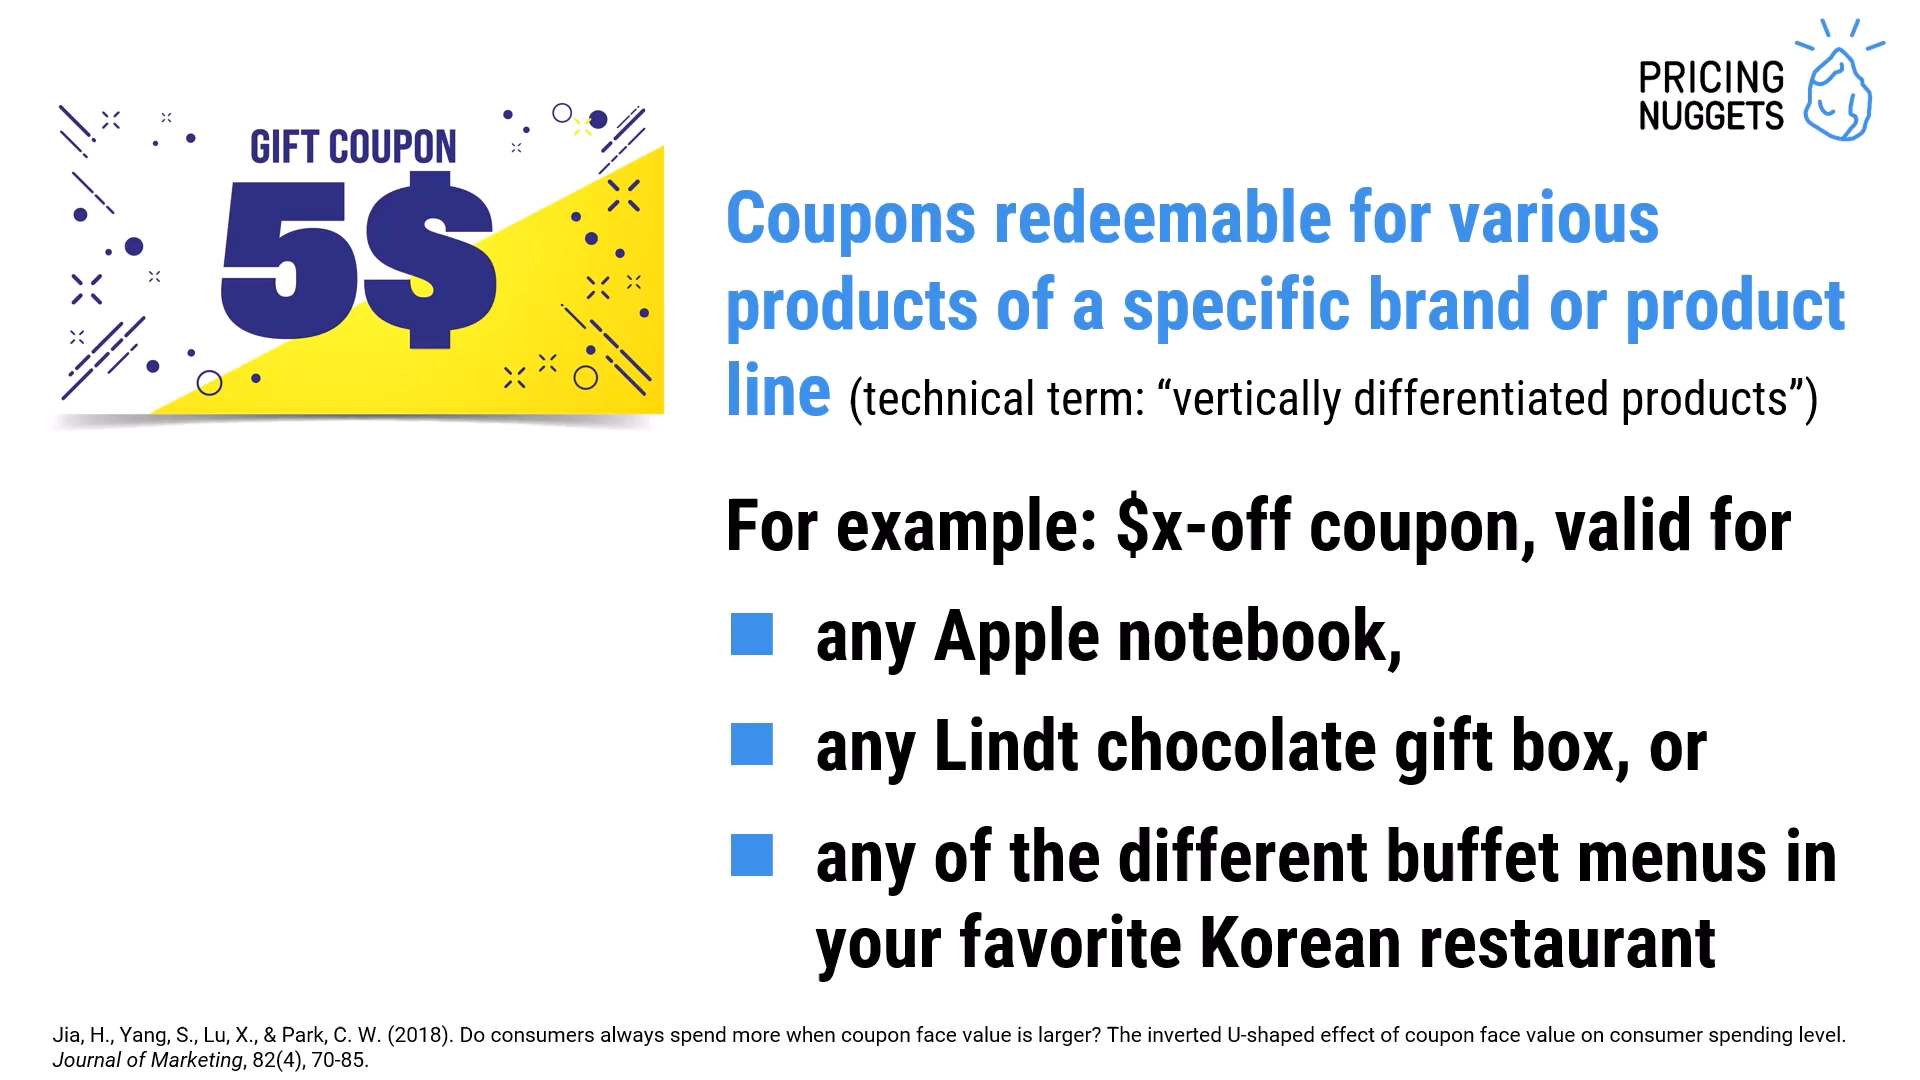 PRICING
NUGGETS
GIFT COUPON
5$
Coupons redeemable for various
products of a specific brand or product
line (technical term: “vertically differentiated products”)
For example: $x-off coupon, valid for
any Apple notebook,
any Lindt chocolate gift box, or
any of the different buffet menus in
your favorite Korean restaurant
Jia, H., Yang, S., Lu, X., & Park, C. W. (2018). Do consumers always spend more when coupon face value is larger? The inverted U-shaped effect of coupon face value on consumer spending level.
Journal of Marketing, 82(4), 70-85.